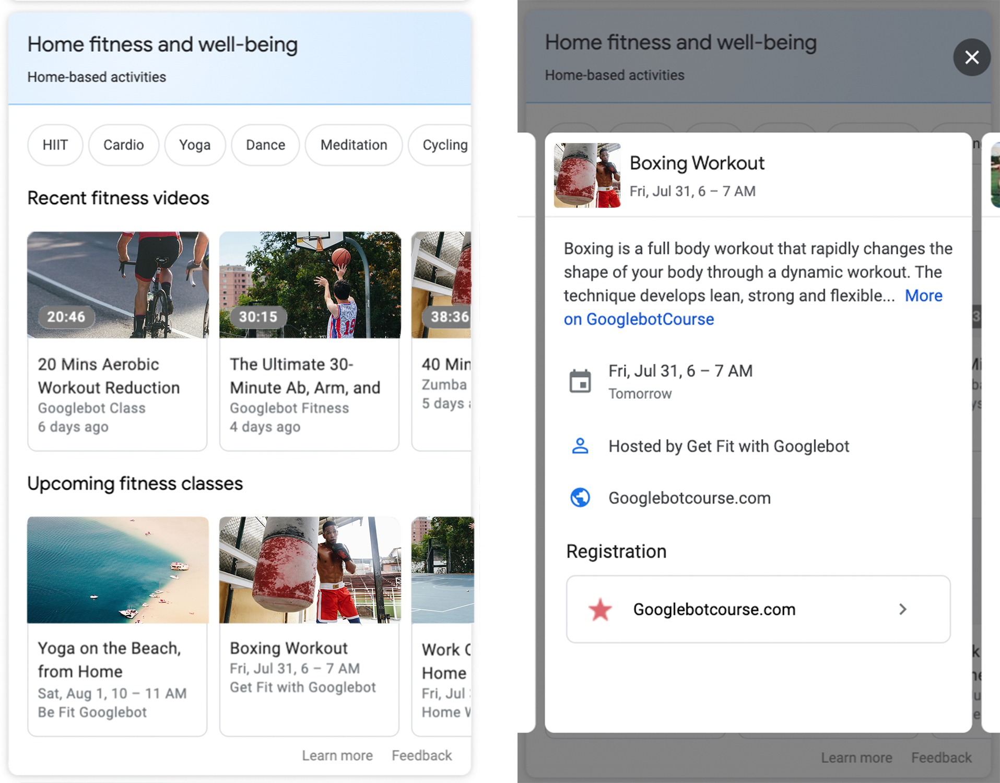 Home fitness and well-being
Home-based activities
HIIT
Cardio
Yoga
Dance
Meditation
Cycling
Recent fitness videos
20:46
30:15
38:36
20 Mins Aerobic
Workout Reduction
Googlebot Class
6 days ago
The Ultimate 30-
Minute Ab, Arm, and
Googlebot Fitness
4 days ago
40 Min
Zumba
5 days
Upcoming fitness classes
Yoga on the Beach,
from Home
Sat, Aug 1, 10 – 11 AM
Be Fit Googlebot
Boxing Workout
Fri, Jul 31, 6 – 7 AM
Get Fit with Googlebot
Work
Home
Fri, Jul
Home
Learn more
Feedback
Home fitness and well-being
Home-based activities
Boxing Workout
Fri, Jul 31, 6 – 7 AM
Boxing is a full body workout that rapidly changes the
shape of your body through a dynamic workout. The
technique develops lean, strong and flexible... More
on GooglebotCourse
Fri, Jul 31, 6 – 7 AM
Tomorrow
Hosted by Get Fit with Googlebot
Googlebotcourse.com
Registration
Googlebotcourse.com
Learn more
Feedback